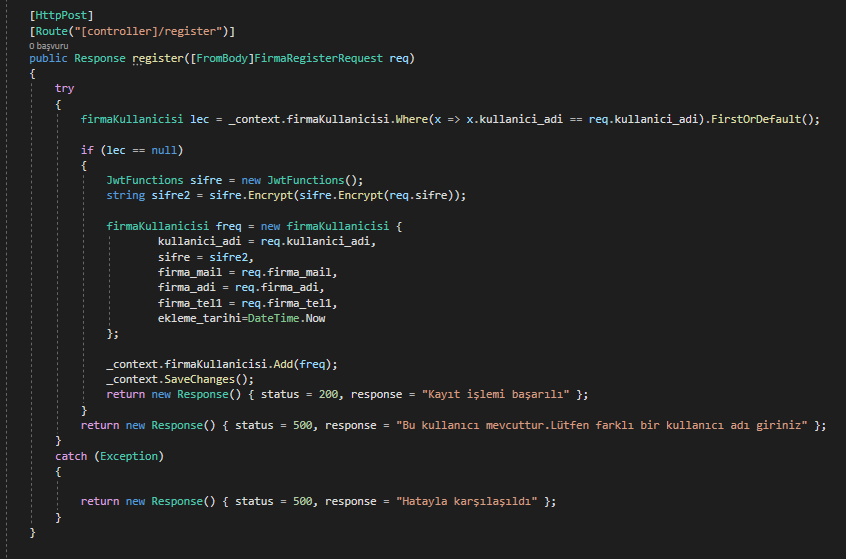 [HttpPost]
[Route("[controller]/register")]
0 başvuru
public Response register([FromBody]FirmaRegisterRequest req)
{
try
{
firmaKullanicisi lec = _context.firmaKullanicisi.Where(x => x.kullanici_adi == req.kullanici_adi).FirstOrDefault();
if (lec == null)
{
JwtFunctions sifre = new JwtFunctions();
string sifre2 = sifre.Encrypt(sifre.Encrypt(req.sifre));
firmaKullanicisi freq = new firmaKullanicisi {
kullanici_adi = req.kullanici_adi,
sifre = sifre2,
firma_mail = req.firma_mail,
firma_adi = req.firma_adi,
firma_tel1 = req.firma_tel1,
ekleme_tarihi=DateTime.Now
};
_context.firmaKullanicisi.Add(freq);
_context.SaveChanges();
return new Response() { status = 200, response = "Kayıt işlemi başarılı" };
}
return new Response() { status = 500, response = "Bu kullanıcı mevcuttur.Lütfen farklı bir kullanıcı adı giriniz" };
}
catch (Exception)
{
return new Response() { status = 500, response = "Hatayla karşılaşıldı" };
}
}